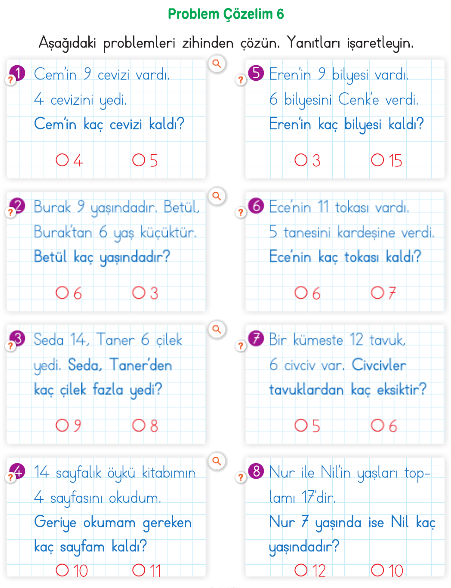 Problem Çözelim 6
Aşağıdaki problemleri zihinden çözün. Yanıtları işaretleyin.
1
?
Cem'in 9 cevizi vardı.
4 cevizini yedi.
Cem'in kaç cevizi kaldı?
4 5
2
?
Burak 9 yaşındadır. Betül,
Burak'tan 6 yaş küçüktür.
Betül kaç yaşındadır?
6 3
3
?
Seda 14, Taner 6 çilek
yedi. Seda, Taner'den
kaç çilek fazla yedi?
9 8
4
?
14 sayfalık öykü kitabımın
4 sayfasını okudum.
Geriye okumam gereken
kaç sayfam kaldı?
10 11
5
?
Eren'in 9 bilyesi vardı.
6 bilyesini Cenk'e verdi.
Eren'in kaç bilyesi kaldı?
3 15
6
?
Ece'nin 11 tokası vardı.
5 tanesini kardeşine verdi.
Ece'nin kaç tokası kaldı?
6 7
7
?
Bir kümeste 12 tavuk,
6 civciv var. Civcivler
tavuklardan kaç eksiktir?
5 6
8
?
Nur ile Nil'in yaşları top-
lamı 17'dir.
Nur 7 yaşında ise Nil kaç
yaşındadır?
12 10